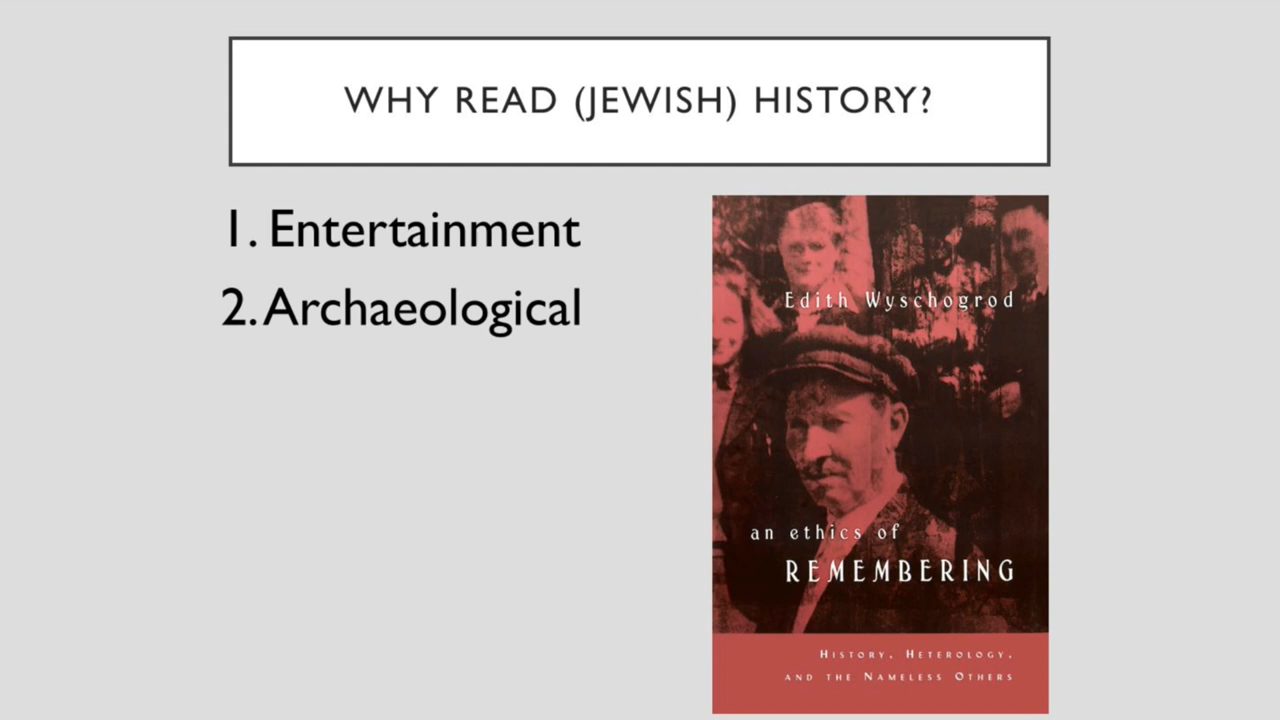 WHY READ (JEWISH) HISTORY?
1. Entertainment
2. Archaeological
Edith Wyschogrod
an ethics of
REMEMBERING
HISTORY, HETEROLOGY,
AND THE NAMELESS OTHERS